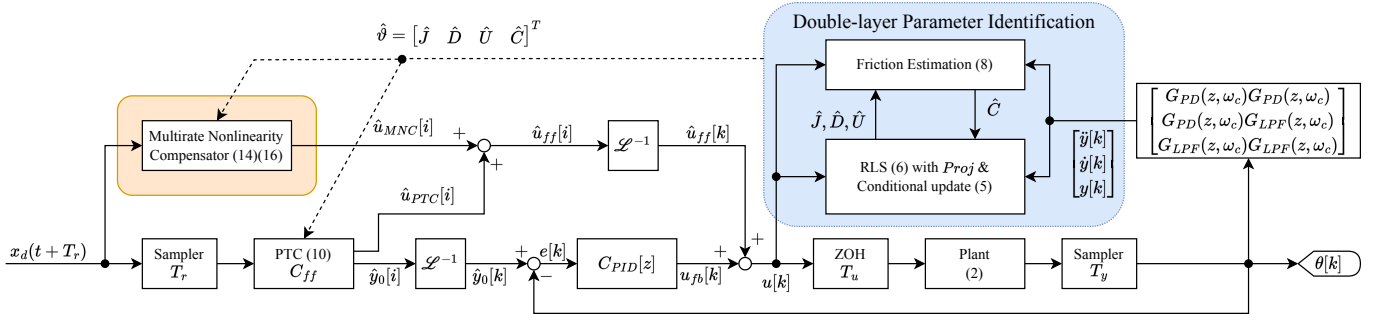 Double-layer Parameter Identification
ϑ̂ = [Ĵ D̂ Û Ĉ]^T
Friction Estimation (8)
Ĵ, D̂, Û
Ĉ
RLS (6) with Proj &
Conditional update (5)
G_PD(z, ω_c)G_PD(z, ω_c)
G_PD(z, ω_c)G_LPF(z, ω_c)
G_LPF(z, ω_c)G_LPF(z, ω_c)
ÿ[k]
ẏ[k]
y[k]
Multirate Nonlinearity
Compensator (14)(16)
û_MNC[i]
+
+
û_ff[i]
ℒ^−1
û_ff[k]
û_PTC[i]
x_d(t + T_r)
Sampler
T_r
PTC (10)
C_ff
ŷ_0[i]
ℒ^−1
ŷ_0[k]
+
−
e[k]
C_PID[z]
u_fb[k]
+
+
u[k]
ZOH
T_u
Plant
(2)
Sampler
T_y
θ[k]